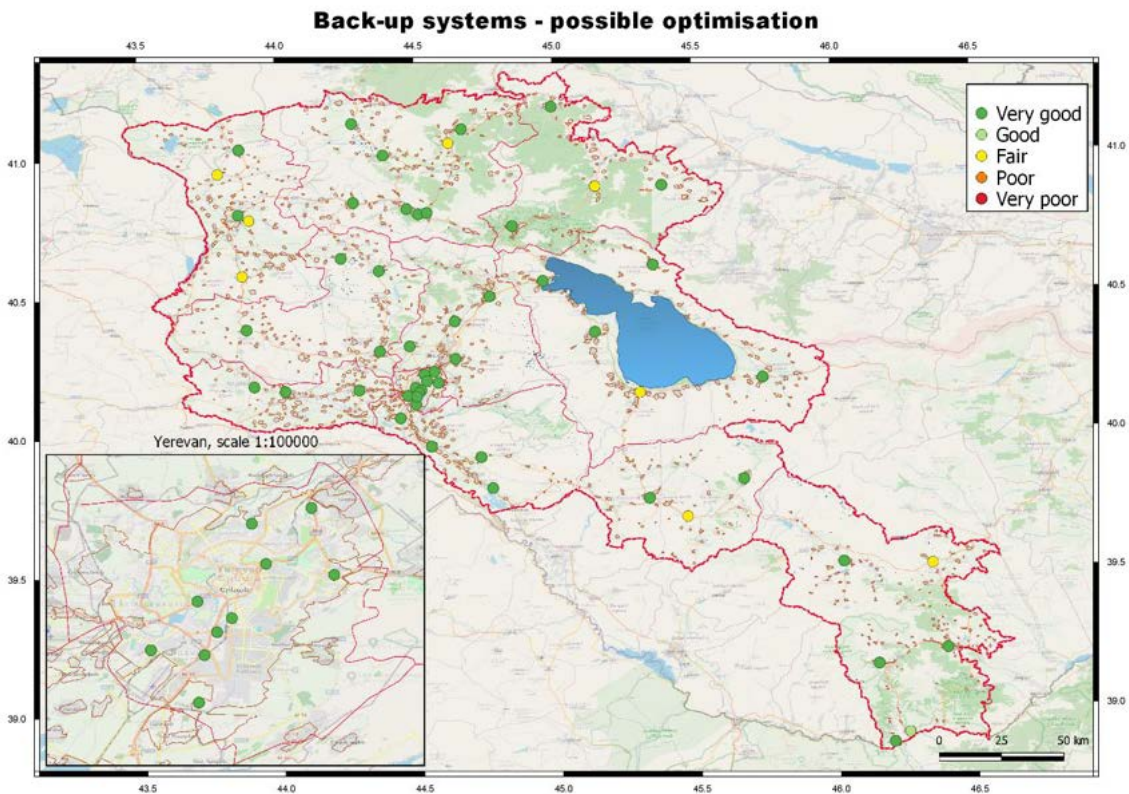 Back-up systems - possible optimisation
43.5 44.0 44.5 45.0 45.5 46.0 46.5
Very good
Good
Fair
Poor
Very poor
41.0 41.0
40.5 40.5
40.0 40.0
Yerevan, scale 1:100000
39.5 39.5
39.0 39.0
0 25 50 km
43.5 44.0 44.5 45.0 45.5 46.0 46.5